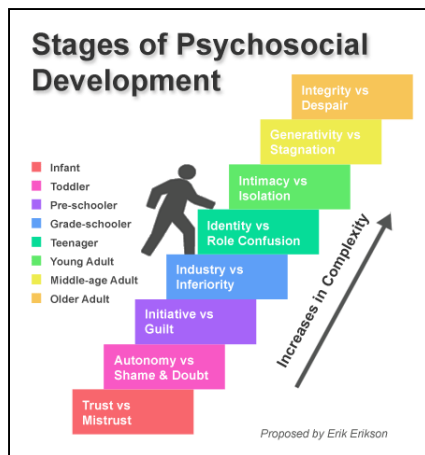 Stages of Psychosocial
Development
Integrity vs
Despair
Generativity vs
Stagnation
Intimacy vs
Isolation
Identity vs
Role Confusion
Industry vs
Inferiority
Initiative vs
Guilt
Autonomy vs
Shame & Doubt
Trust vs
Mistrust
Infant
Toddler
Pre-schooler
Grade-schooler
Teenager
Young Adult
Middle-age Adult
Older Adult
Increases in Complexity
Proposed by Erik Erikson